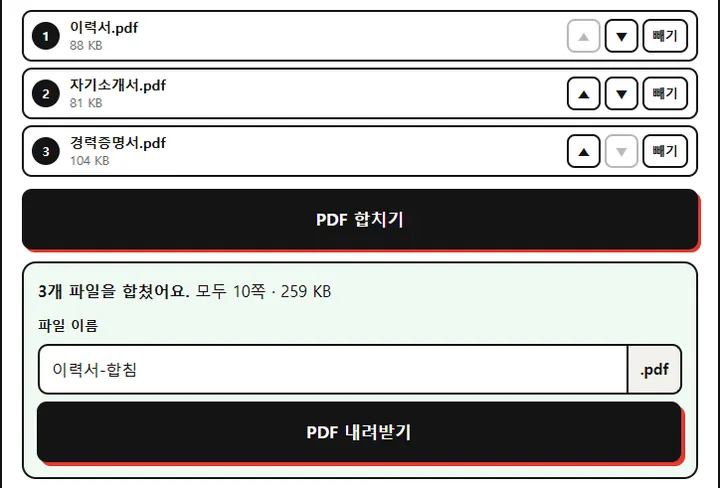 1 이력서.pdf
88 KB
▲ ▼ 빼기
2 자기소개서.pdf
81 KB
▲ ▼ 빼기
3 경력증명서.pdf
104 KB
▲ ▼ 빼기
PDF 합치기
3개 파일을 합쳤어요. 모두 10쪽 · 259 KB
파일 이름
이력서-합침 .pdf
PDF 내려받기